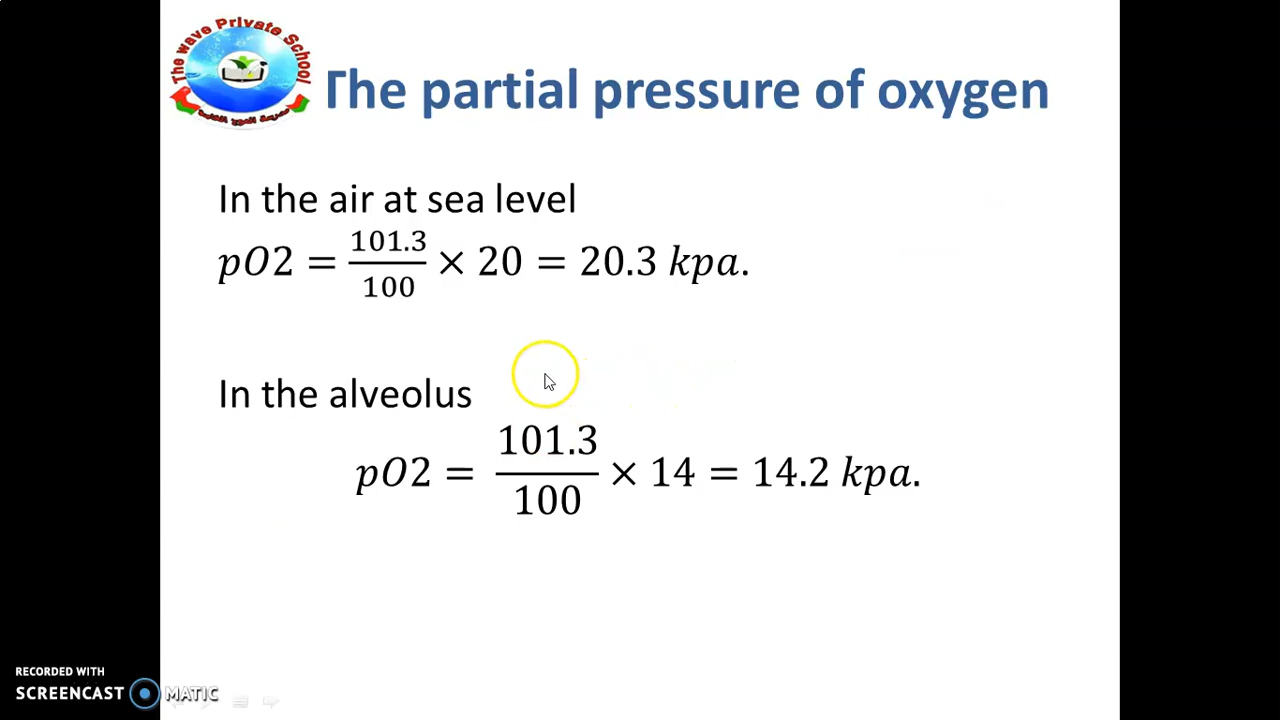 The Wave Private School
The partial pressure of oxygen
In the air at sea level
pO2 = 101.3/100 × 20 = 20.3 kpa.
In the alveolus
pO2 = 101.3/100 × 14 = 14.2 kpa.
RECORDED WITH
SCREENCAST MATIC